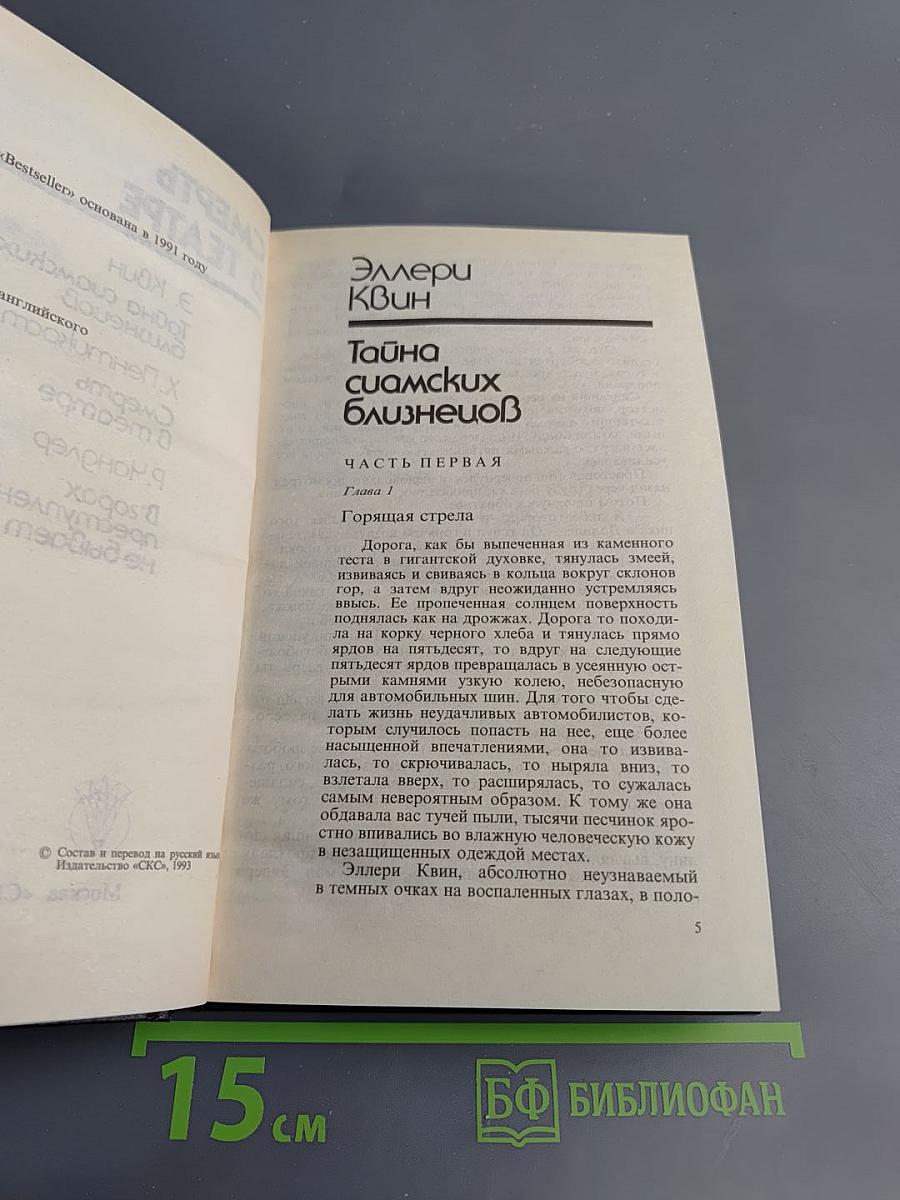 «Bestseller» основана в 1991 году
английского
© Состав и перевод на русский язы
Издательство «СКС», 1993
Эллери
Квин
Тайна
сиамских
близнецов
ЧАСТЬ ПЕРВАЯ
Глава 1
Горящая стрела
Дорога, как бы выпеченная из каменного
теста в гигантской духовке, тянулась змеей,
извиваясь и свиваясь в кольца вокруг склонов
гор, а затем вдруг неожиданно устремляясь
ввысь. Ее пропеченная солнцем поверхность
поднялась как на дрожжах. Дорога то походи-
ла на корку черного хлеба и тянулась прямо
ярдов на пятьдесят, то вдруг на следующие
пятьдесят ярдов превращалась в усеянную ост-
рыми камнями узкую колею, небезопасную
для автомобильных шин. Для того чтобы сде-
лать жизнь неудачливых автомобилистов, ко-
торым случилось попасть на нее, еще более
насыщенной впечатлениями, она то извива-
лась, то скрючивалась, то ныряла вниз, то
взлетала вверх, то расширялась, то сужалась
самым невероятным образом. К тому же она
обдавала вас тучей пыли, тысячи песчинок яро-
стно впивались во влажную человеческую кожу
в незащищенных одеждой местах.
Эллери Квин, абсолютно неузнаваемый
в темных очках на воспаленных глазах, в поло-
5
15 см
БФ БИБЛИОФАН